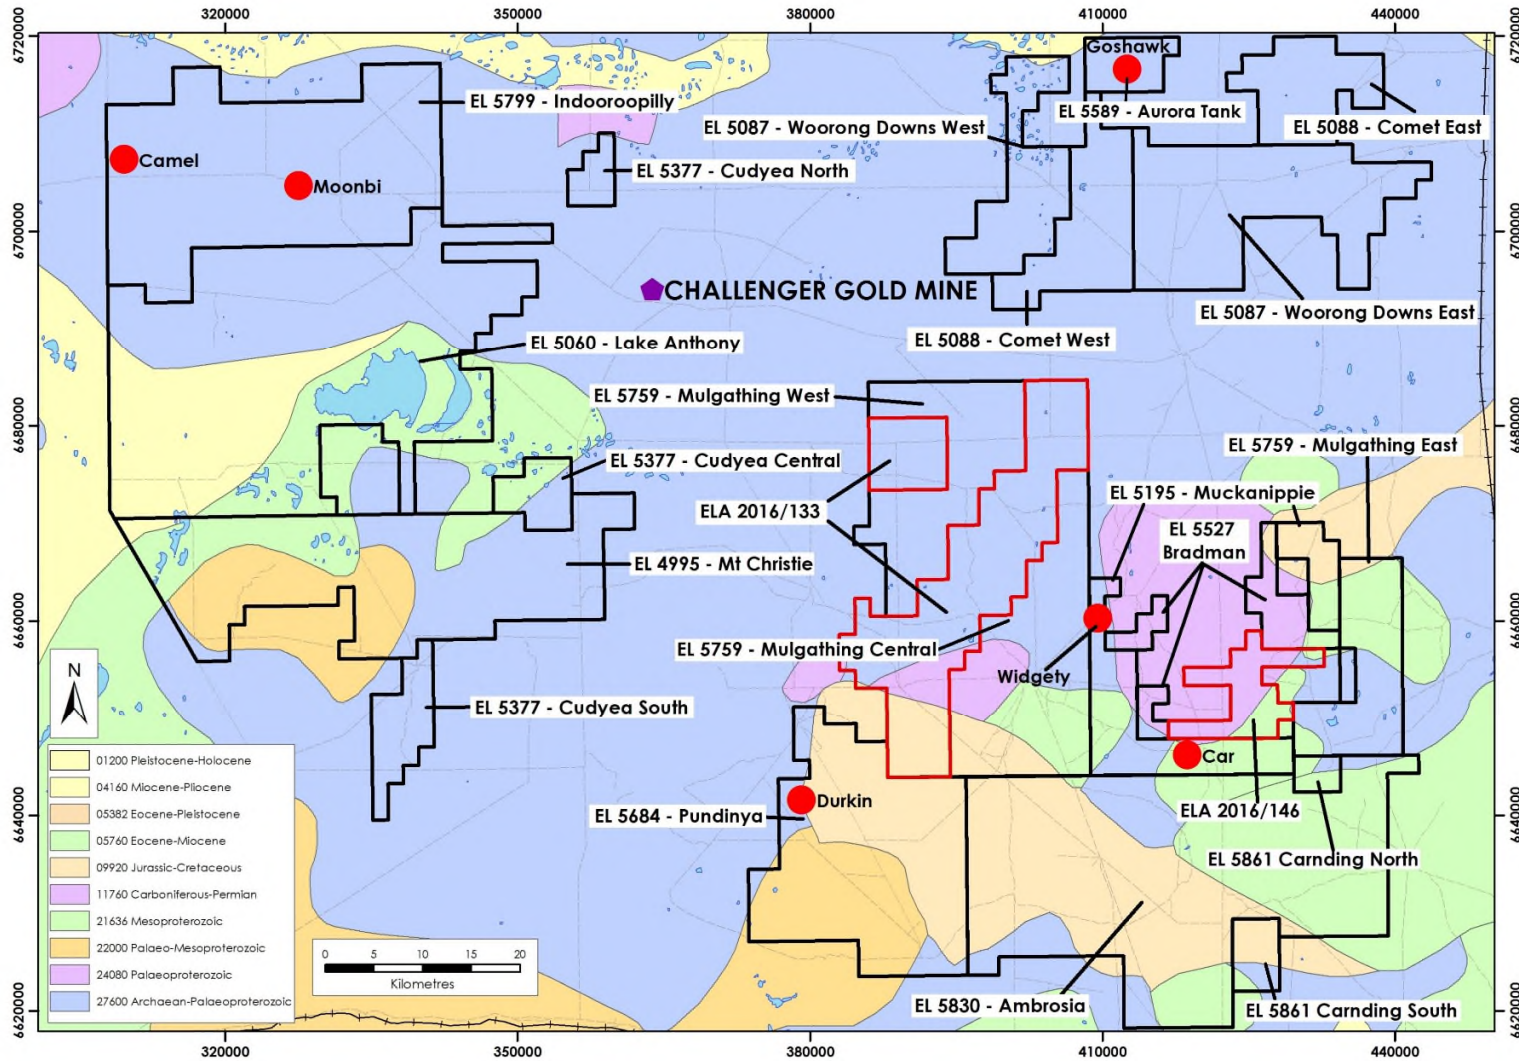 320000
350000
380000
410000
440000
6720000
6720000
Goshawk
EL 5799 - Indooroopilly
EL 5589 - Aurora Tank
EL 5087 - Woorong Downs West
EL 5088 - Comet East
Camel
EL 5377 - Cudyea North
Moonbi
6700000
6700000
CHALLENGER GOLD MINE
EL 5087 - Woorong Downs East
EL 5060 - Lake Anthony
EL 5088 - Comet West
EL 5759 - Mulgathing West
6680000
6680000
EL 5759 - Mulgathing East
EL 5377 - Cudyea Central
EL 5195 - Muckanippie
ELA 2016/133
EL 5527
Bradman
EL 4995 - Mt Christie
6660000
6660000
EL 5759 - Mulgathing Central
Widgety
N
EL 5377 - Cudyea South
Car
01200 Pleistocene-Holocene
04160 Miocene-Pliocene
05382 Eocene-Pleistocene
05760 Eocene-Miocene
09920 Jurassic-Cretaceous
11760 Carboniferous-Permian
21636 Mesoproterozoic
22000 Palaeo-Mesoproterozoic
24080 Palaeoproterozoic
27600 Archaean-Palaeoproterozoic
Durkin
EL 5684 - Pundinya
ELA 2016/146
6640000
6640000
EL 5861 Carnding North
0 5 10 15 20
Kilometres
EL 5830 - Ambrosia
EL 5861 Carnding South
6620000
6620000
320000
350000
380000
410000
440000